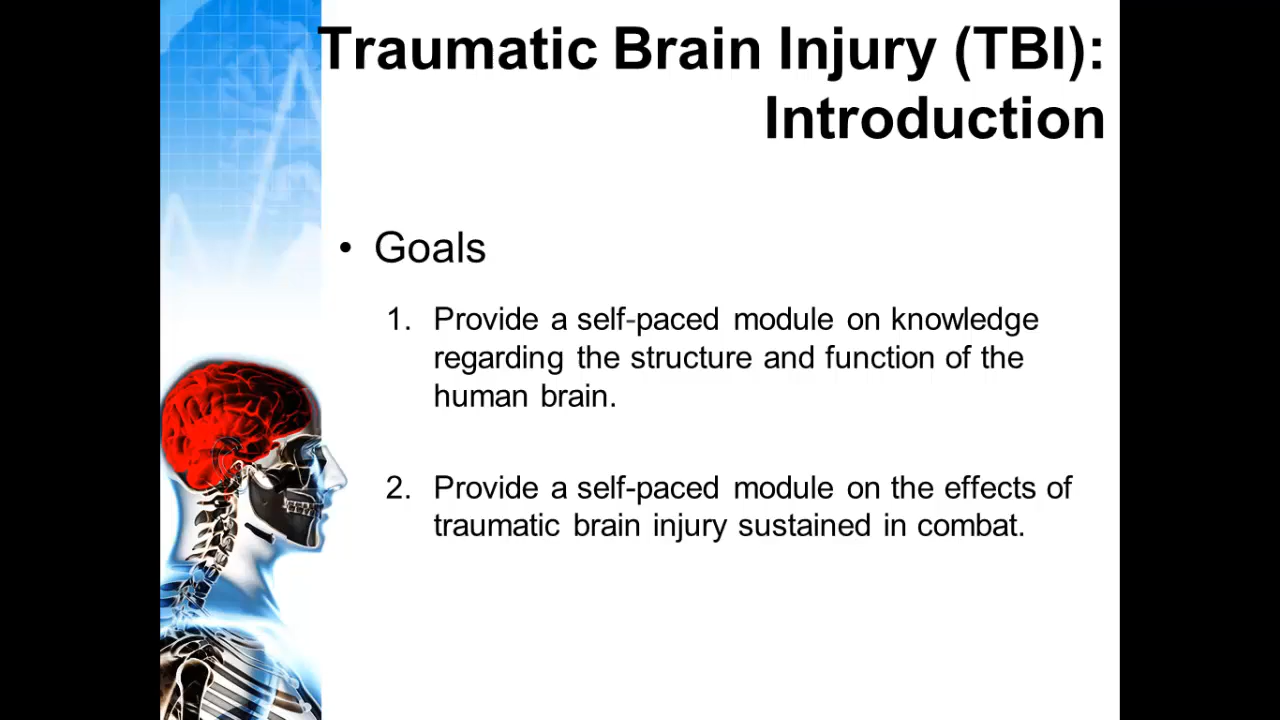 Traumatic Brain Injury (TBI):
Introduction
• Goals
1. Provide a self-paced module on knowledge
regarding the structure and function of the
human brain.
2. Provide a self-paced module on the effects of
traumatic brain injury sustained in combat.